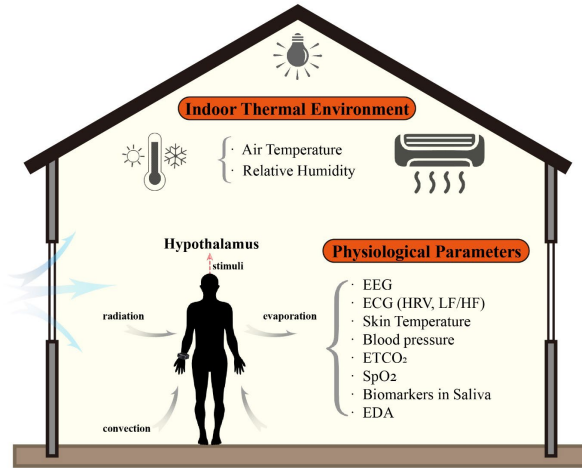 Indoor Thermal Environment
· Air Temperature
· Relative Humidity
Hypothalamus
stimuli
radiation
evaporation
convection
Physiological Parameters
· EEG
· ECG (HRV, LF/HF)
· Skin Temperature
· Blood pressure
· ETCO₂
· SpO2
· Biomarkers in Saliva
· EDA